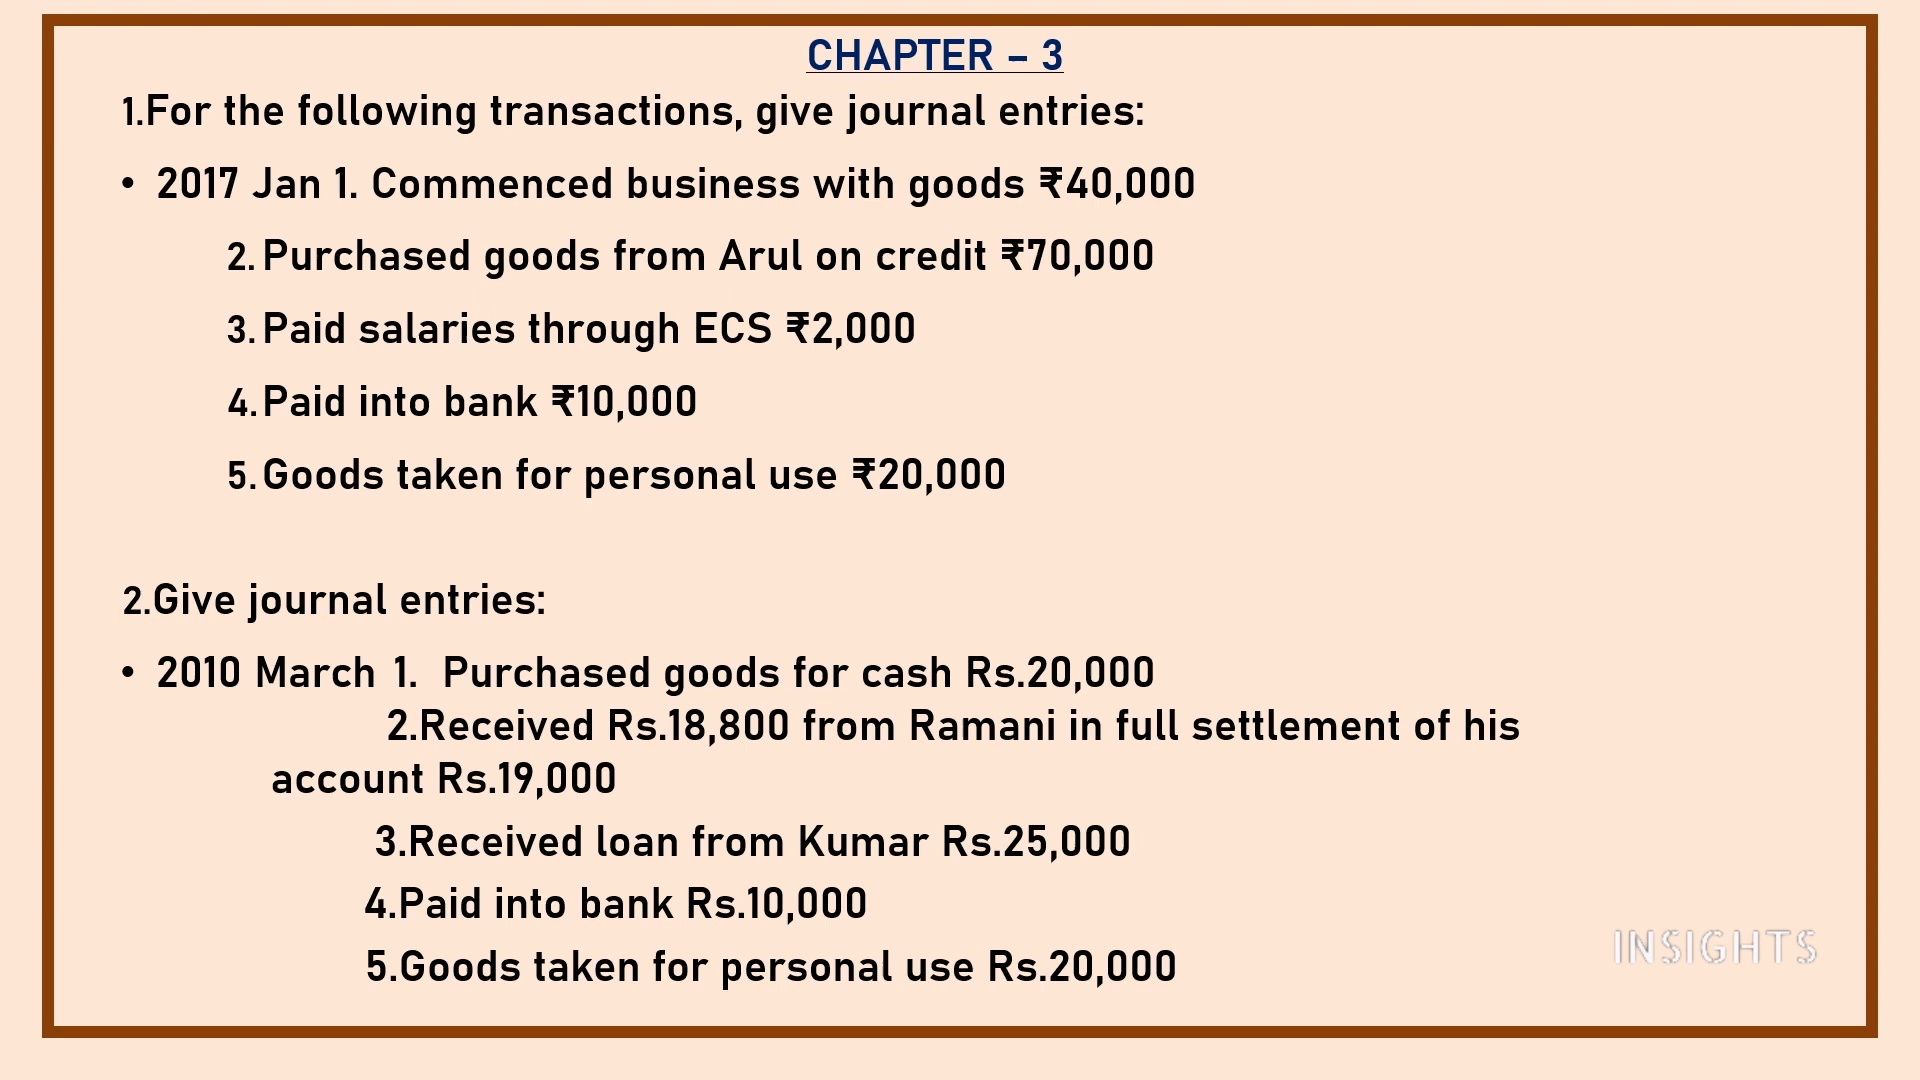 CHAPTER – 3
1.For the following transactions, give journal entries:
• 2017 Jan 1. Commenced business with goods ₹40,000
2. Purchased goods from Arul on credit ₹70,000
3. Paid salaries through ECS ₹2,000
4. Paid into bank ₹10,000
5. Goods taken for personal use ₹20,000
2.Give journal entries:
• 2010 March 1. Purchased goods for cash Rs.20,000
2.Received Rs.18,800 from Ramani in full settlement of his
account Rs.19,000
3.Received loan from Kumar Rs.25,000
4.Paid into bank Rs.10,000
5.Goods taken for personal use Rs.20,000
INSIGHTS